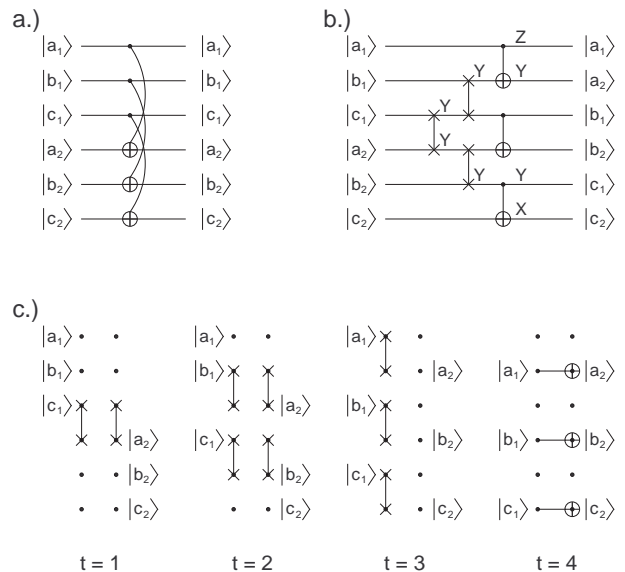 a.) b.)
|a₁⟩ |a₁⟩ |a₁⟩ Z |a₁⟩
|b₁⟩ |b₁⟩ |b₁⟩ Y Y |a₂⟩
|c₁⟩ |c₁⟩ |c₁⟩ Y |b₁⟩
|a₂⟩ |a₂⟩ |a₂⟩ Y |b₂⟩
|b₂⟩ |b₂⟩ |b₂⟩ Y Y |c₁⟩
|c₂⟩ |c₂⟩ |c₂⟩ X |c₂⟩
c.)
|a₁⟩ |a₁⟩ |a₁⟩
|b₁⟩ |b₁⟩ |a₂⟩ |a₁⟩ |a₂⟩
|c₁⟩ |a₂⟩ |b₁⟩
|a₂⟩ |c₁⟩ |b₂⟩ |b₁⟩ |b₂⟩
|b₂⟩ |b₂⟩ |c₁⟩
|c₂⟩ |c₂⟩ |c₂⟩ |c₁⟩ |c₂⟩
t = 1 t = 2 t = 3 t = 4